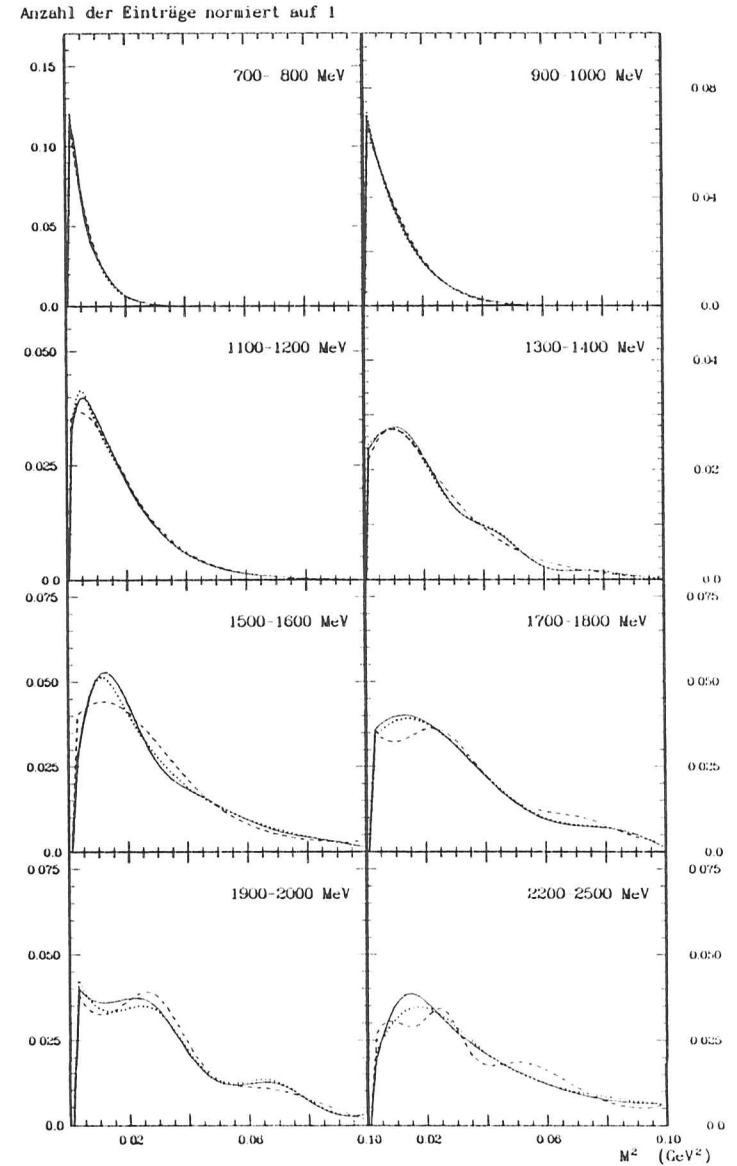 Anzahl der Einträge normiert auf 1
0.15
700- 800 MeV
900-1000 MeV
0.08
0.10
0.05
0.04
0.0
0.0
0.050
1100-1200 MeV
1300-1400 MeV
0.04
0.025
0.02
0.0
0.0
0.075
0.075
1500-1600 MeV
1700-1800 MeV
0.050
0.050
0.025
0.025
0.0
0.0
0.075
0.075
1900-2000 MeV
2200-2500 MeV
0.050
0.050
0.025
0.025
0.0
0.0
0.02 0.06 0.10 0.02 0.06 0.10
M² (GeV²)